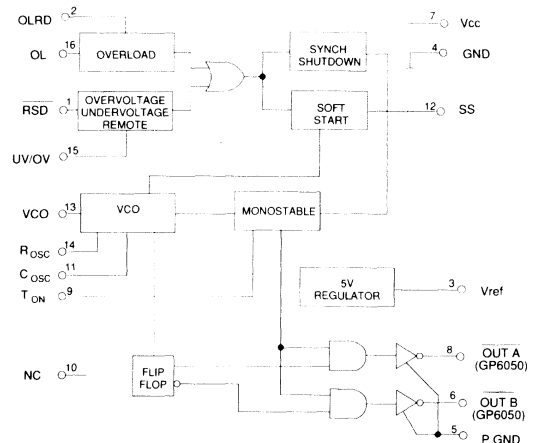 OLRD 2
OL 16
OVERLOAD
RSD 1
OVERVOLTAGE
UNDERVOLTAGE
REMOTE
UV/OV 15
SYNCH
SHUTDOWN
SOFT
START
7 Vcc
4 GND
12 SS
VCO 13
VCO
MONOSTABLE
ROSC 14
COSC 11
TON 9
5V
REGULATOR
3 Vref
NC 10
FLIP
FLOP
8 OUT A
(GP6050)
6 OUT B
(GP6050)
5 P GND